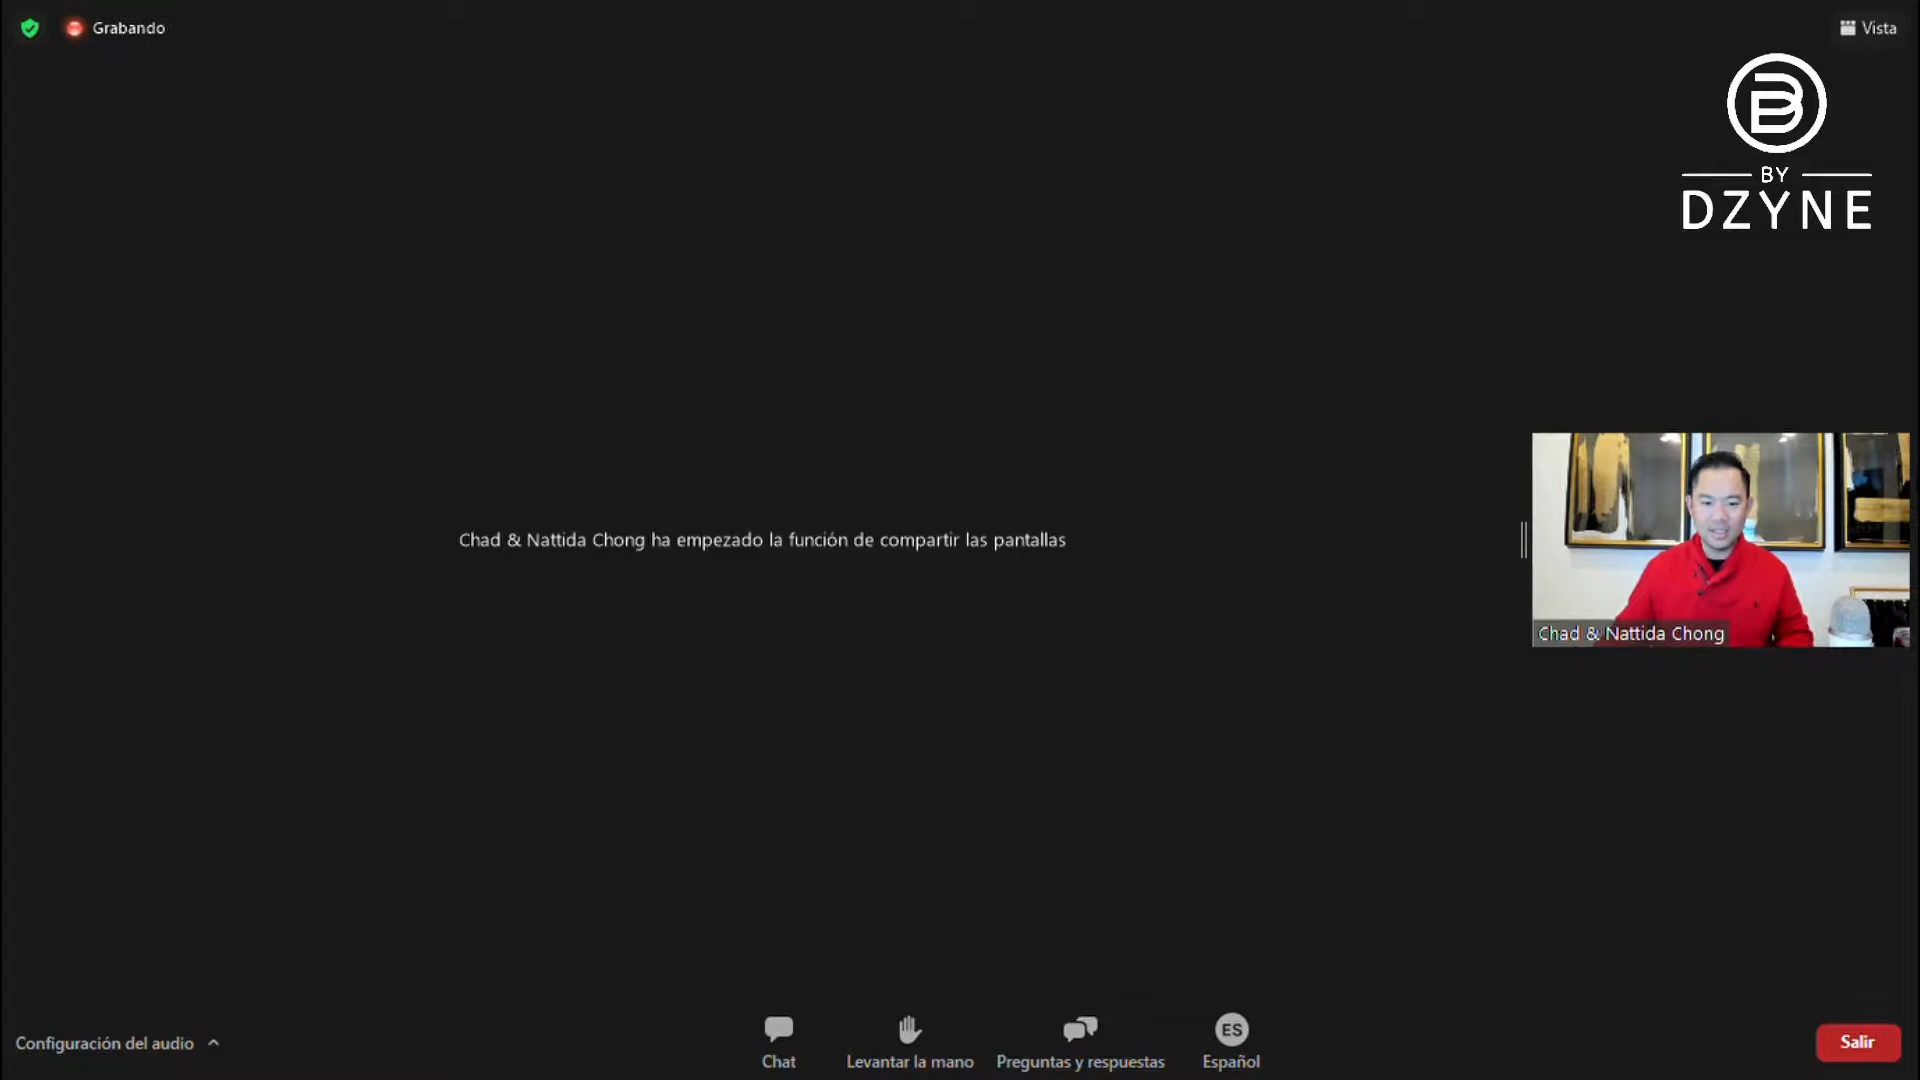 Grabando
Vista
B
BY
DZYNE
Chad & Nattida Chong ha empezado la función de compartir las pantallas
Chad & Nattida Chong
Configuración del audio
Chat
Levantar la mano
Preguntas y respuestas
ES
Español
Salir